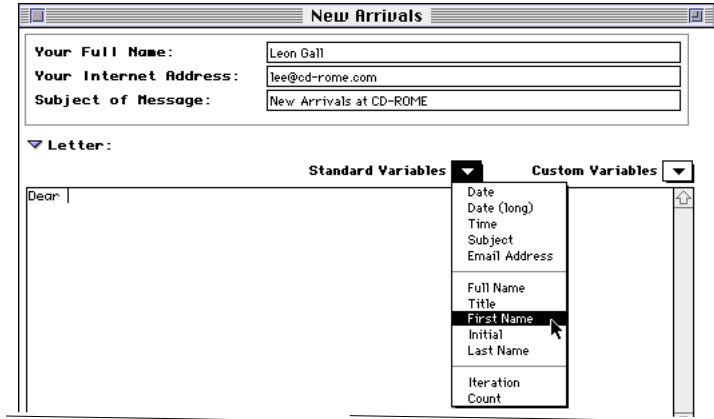 New Arrivals
Your Full Name: Leon Gall
Your Internet Address: lee@cd-rome.com
Subject of Message: New Arrivals at CD-ROME
Letter:
Standard Variables Custom Variables
Dear
Date
Date (long)
Time
Subject
Email Address
Full Name
Title
First Name
Initial
Last Name
Iteration
Count